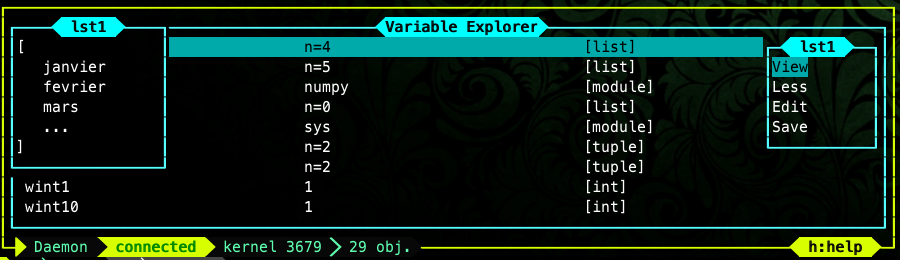 lst1 Variable Explorer
[ n=4 [list] lst1
janvier n=5 [list] View
fevrier numpy [module] Less
mars n=0 [list] Edit
... sys [module] Save
] n=2 [tuple]
n=2 [tuple]
wint1 1 [int]
wint10 1 [int]
Daemon connected kernel 3679 29 obj. h:help